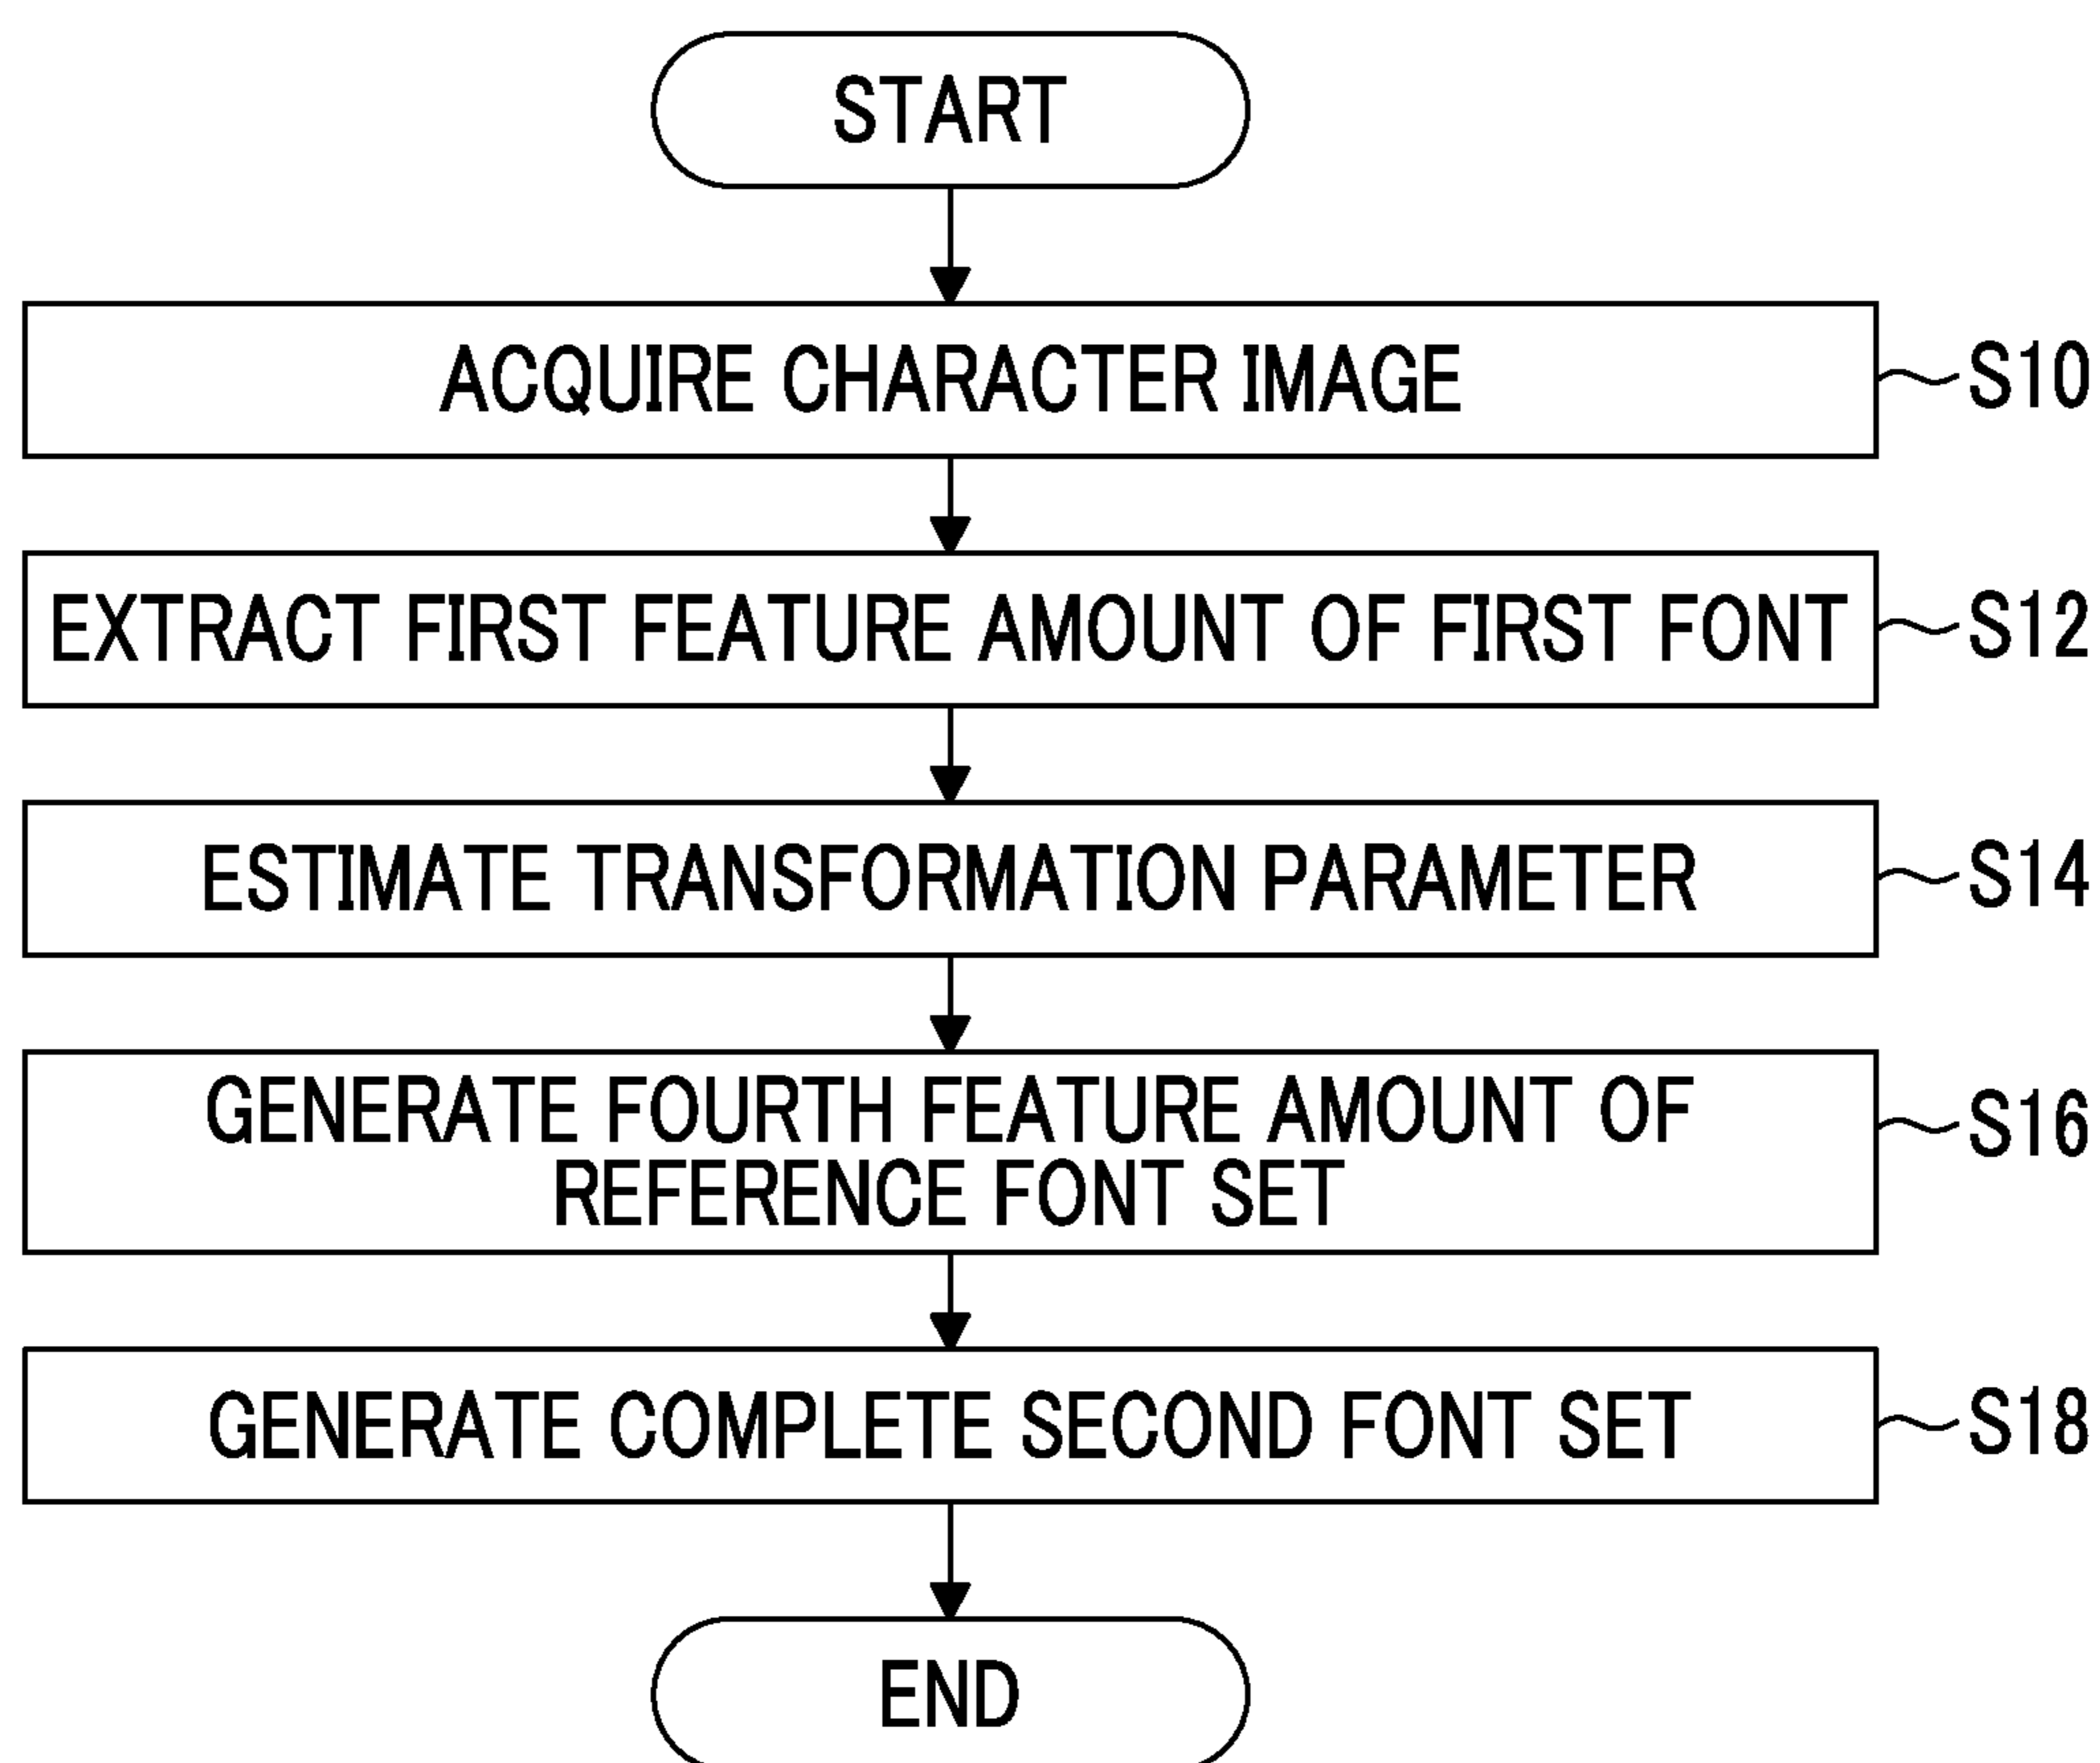 START
ACQUIRE CHARACTER IMAGE
S10
EXTRACT FIRST FEATURE AMOUNT OF FIRST FONT
S12
ESTIMATE TRANSFORMATION PARAMETER
S14
GENERATE FOURTH FEATURE AMOUNT OF
REFERENCE FONT SET
S16
GENERATE COMPLETE SECOND FONT SET
S18
END